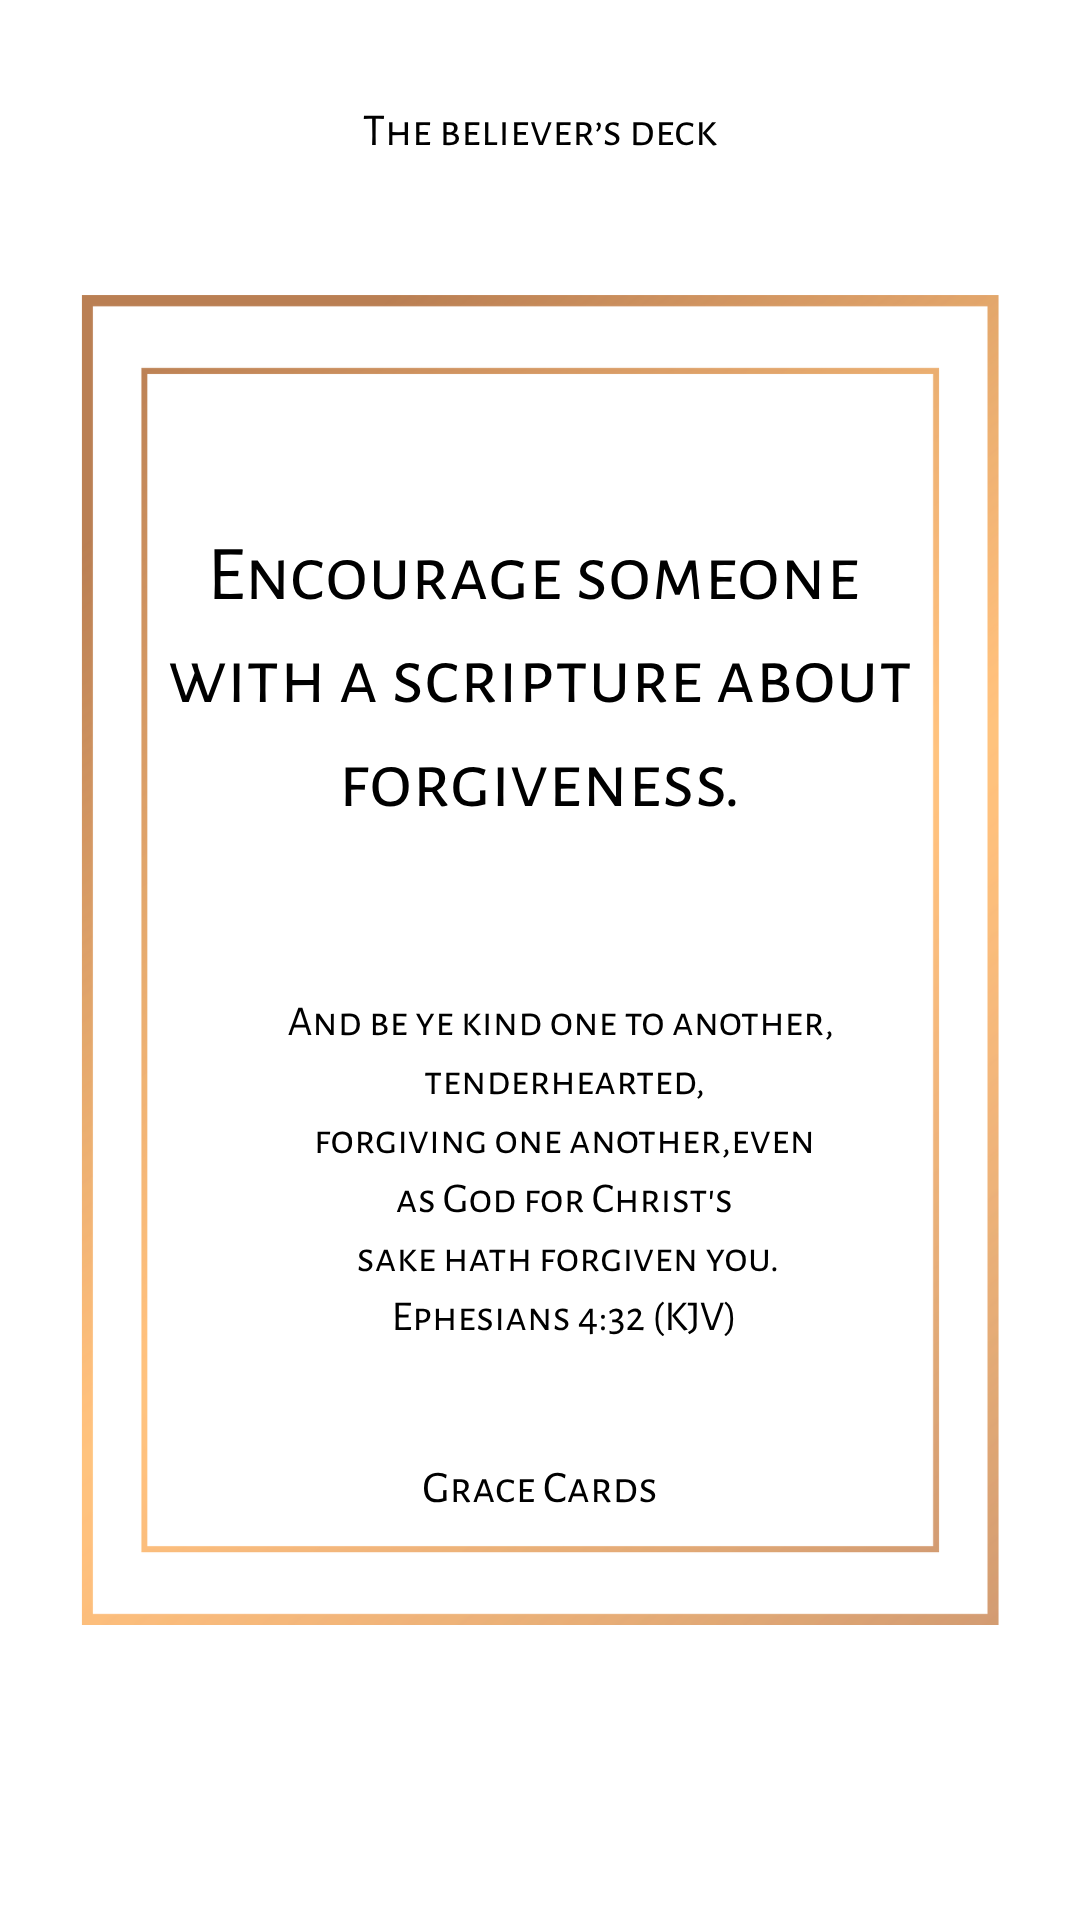 The believer’s deck
Encourage someone
with a scripture about
forgiveness.
And be ye kind one to another,
tenderhearted,
forgiving one another,even
as God for Christ's
sake hath forgiven you.
Ephesians 4:32 (KJV)
Grace Cards